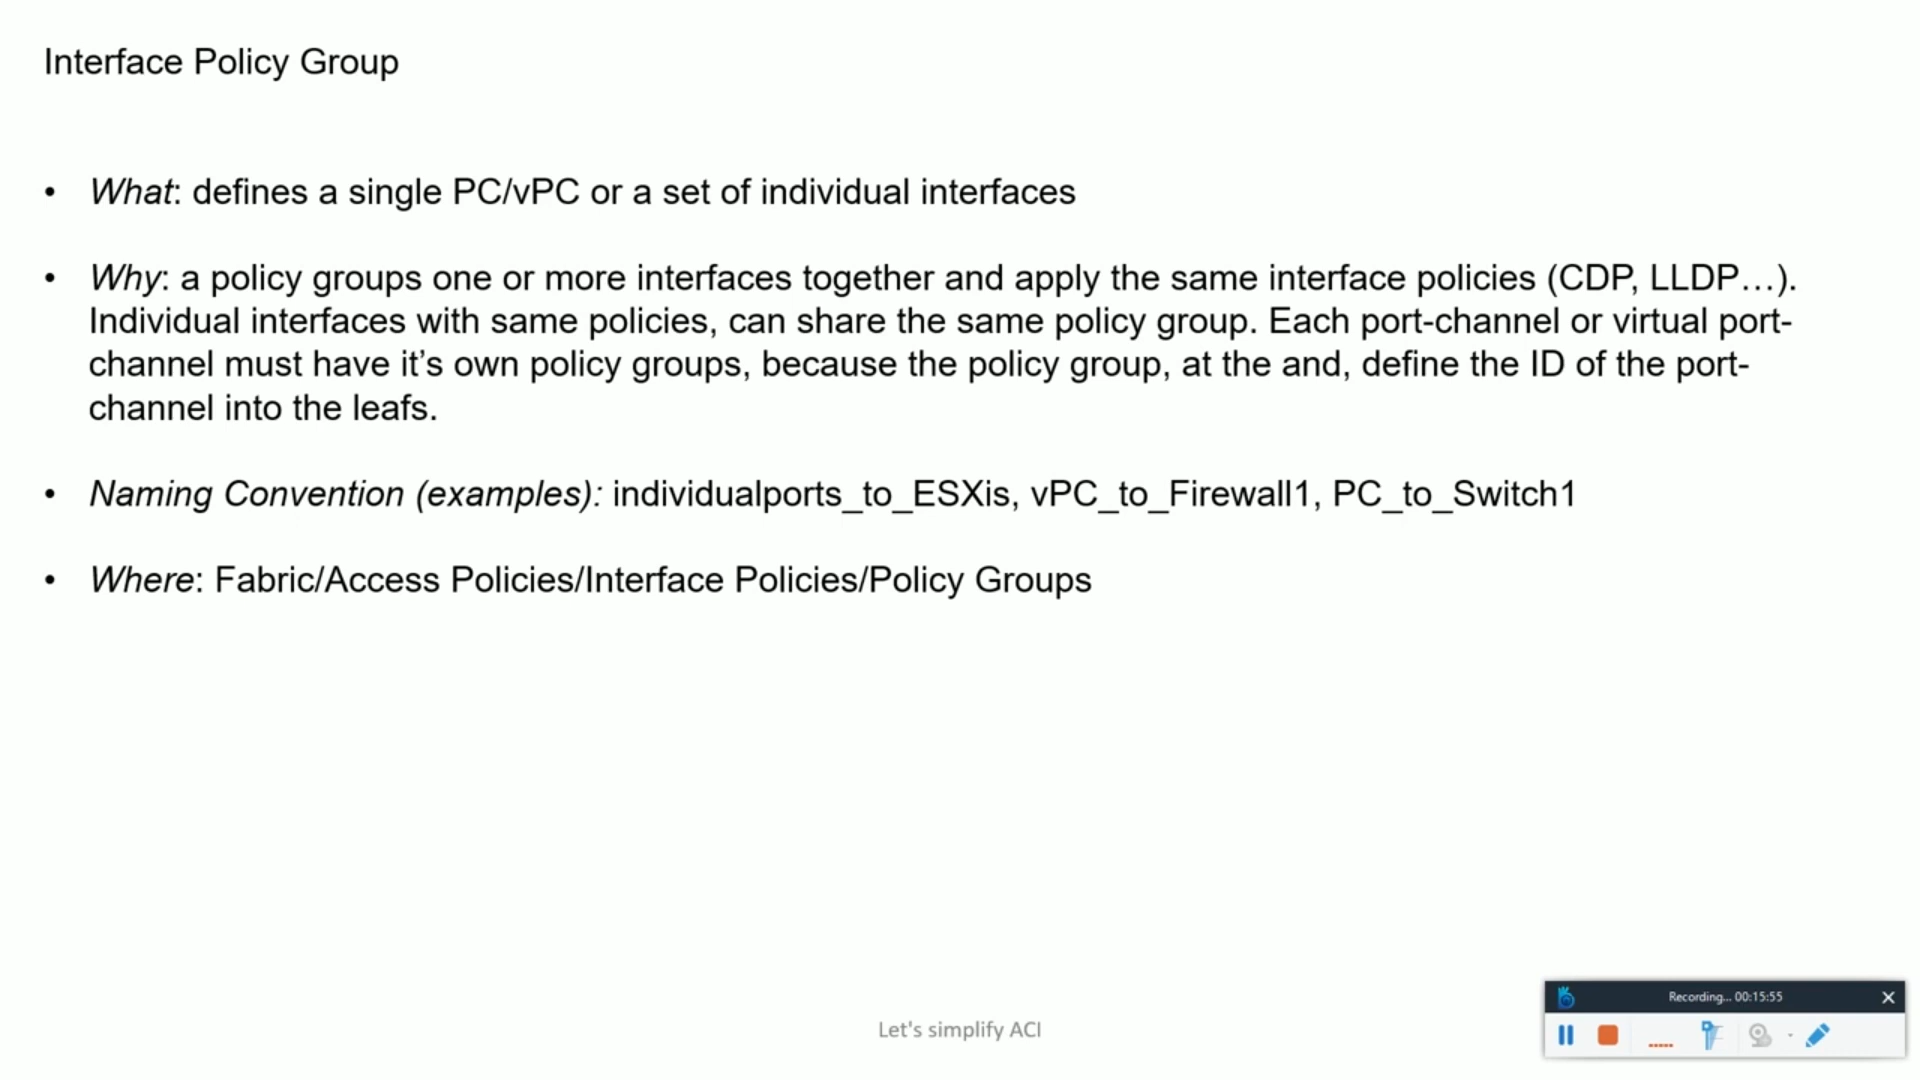 Interface Policy Group
• What: defines a single PC/vPC or a set of individual interfaces
• Why: a policy groups one or more interfaces together and apply the same interface policies (CDP, LLDP…).
Individual interfaces with same policies, can share the same policy group. Each port-channel or virtual port-
channel must have it’s own policy groups, because the policy group, at the and, define the ID of the port-
channel into the leafs.
• Naming Convention (examples): individualports_to_ESXis, vPC_to_Firewall1, PC_to_Switch1
• Where: Fabric/Access Policies/Interface Policies/Policy Groups
Let's simplify ACI
Recording... 00:15:55